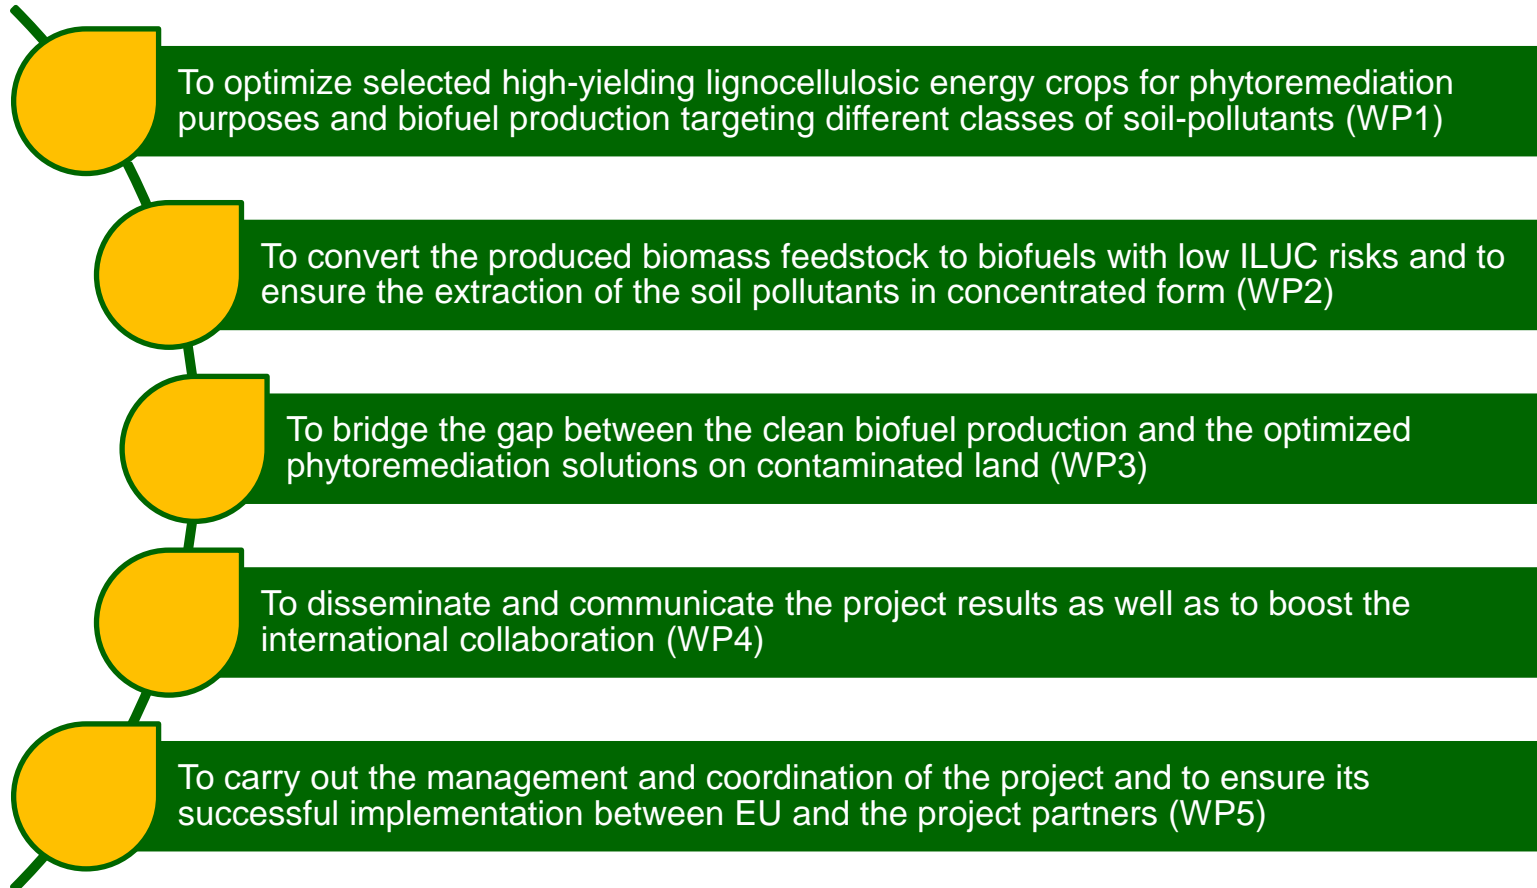 To optimize selected high-yielding lignocellulosic energy crops for phytoremediation
purposes and biofuel production targeting different classes of soil-pollutants (WP1)
To convert the produced biomass feedstock to biofuels with low ILUC risks and to
ensure the extraction of the soil pollutants in concentrated form (WP2)
To bridge the gap between the clean biofuel production and the optimized
phytoremediation solutions on contaminated land (WP3)
To disseminate and communicate the project results as well as to boost the
international collaboration (WP4)
To carry out the management and coordination of the project and to ensure its
successful implementation between EU and the project partners (WP5)